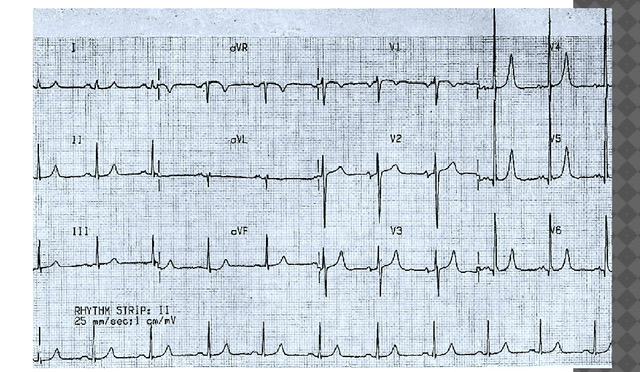 I aVR V1 V4
II aVL V2 V5
III aVF V3 V6
RHYTHM STRIP: II
25 mm/sec;1 cm/mV